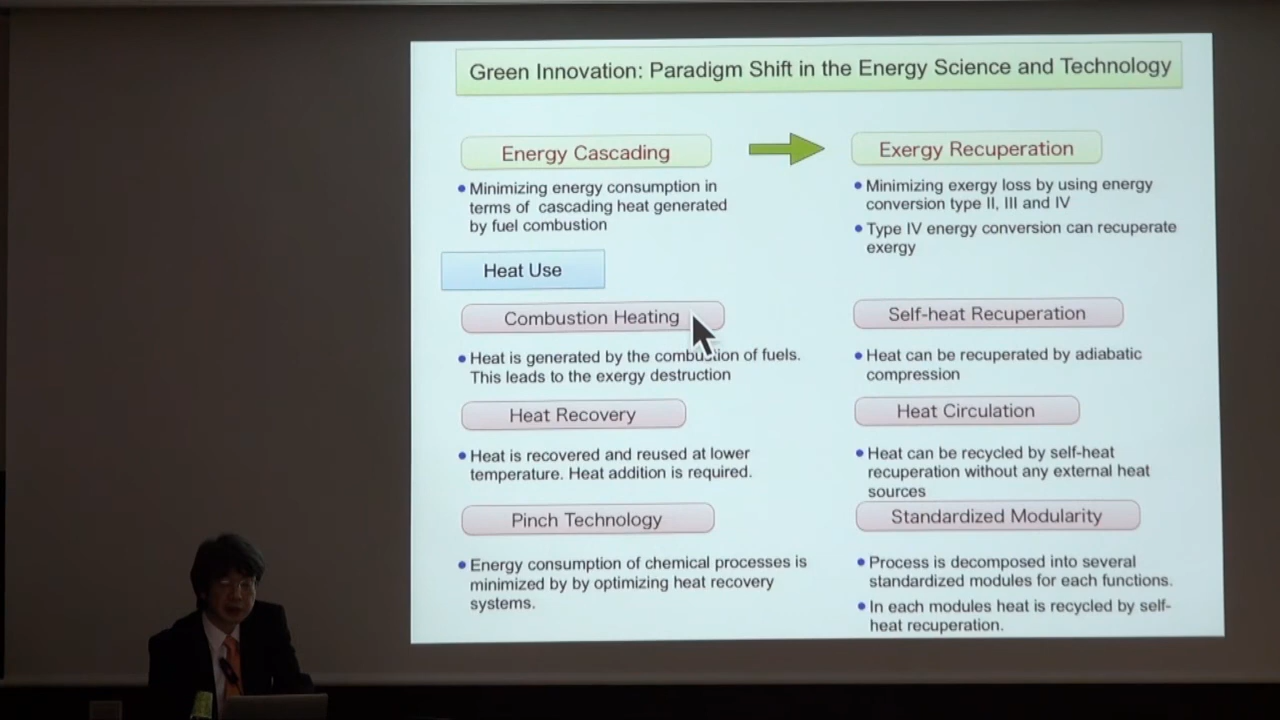 Green Innovation: Paradigm Shift in the Energy Science and Technology
Energy Cascading
• Minimizing energy consumption in
terms of cascading heat generated
by fuel combustion
Heat Use
Combustion Heating
• Heat is generated by the combustion of fuels.
This leads to the exergy destruction
Heat Recovery
• Heat is recovered and reused at lower
temperature. Heat addition is required.
Pinch Technology
• Energy consumption of chemical processes is
minimized by by optimizing heat recovery
systems.
Exergy Recuperation
• Minimizing exergy loss by using energy
conversion type II, III and IV
• Type IV energy conversion can recuperate
exergy
Self-heat Recuperation
• Heat can be recuperated by adiabatic
compression
Heat Circulation
• Heat can be recycled by self-heat
recuperation without any external heat
sources
Standardized Modularity
• Process is decomposed into several
standardized modules for each functions.
• In each modules heat is recycled by self-
heat recuperation.